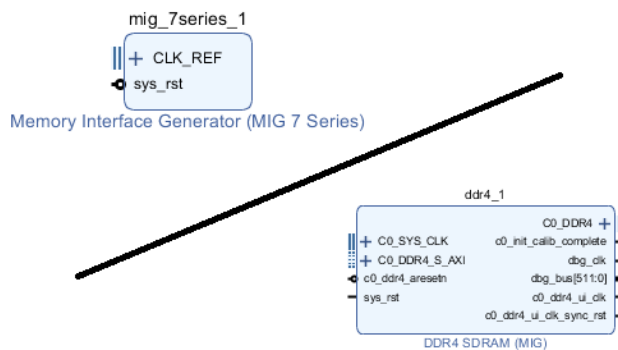 mig_7series_1
CLK_REF
sys_rst
Memory Interface Generator (MIG 7 Series)
ddr4_1
C0_DDR4
C0_SYS_CLK
c0_init_calib_complete
C0_DDR4_S_AXI
dbg_clk
c0_ddr4_aresetn
dbg_bus[511:0]
sys_rst
c0_ddr4_ui_clk
c0_ddr4_ui_clk_sync_rst
DDR4 SDRAM (MIG)